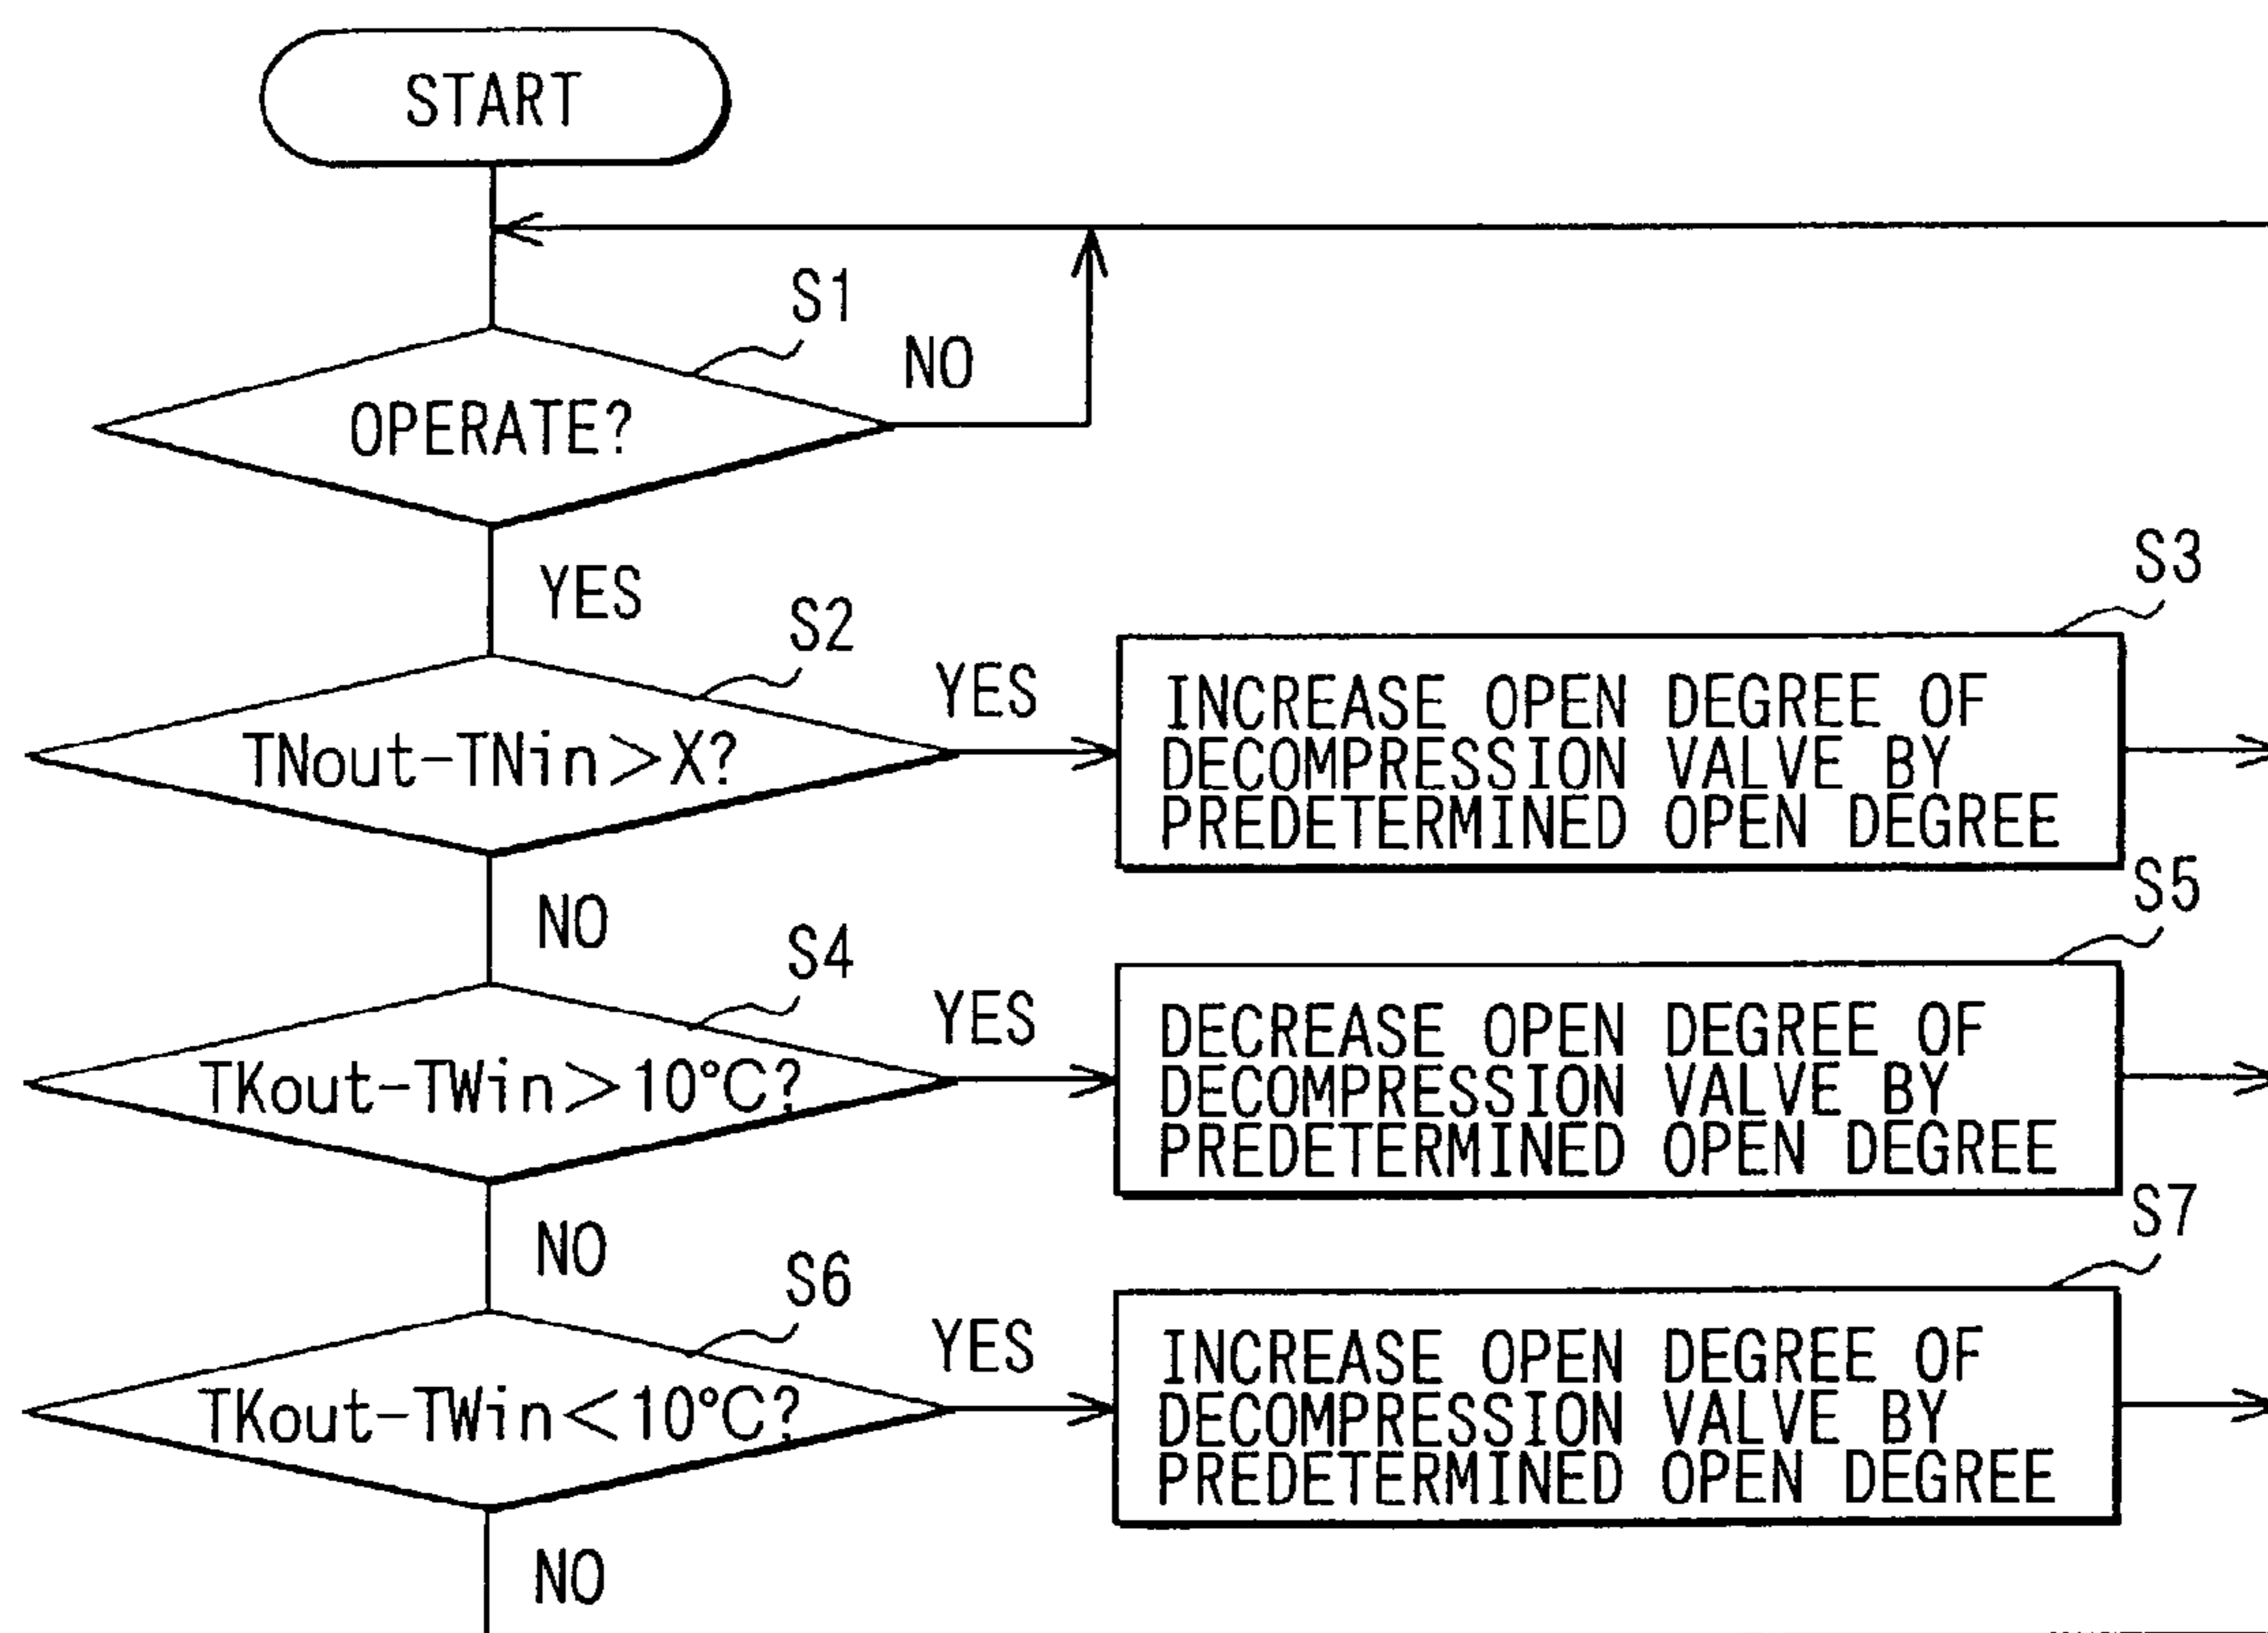 START
S1
NO
OPERATE?
YES
S2
TNout-TNin>X?
YES
S3
INCREASE OPEN DEGREE OF
DECOMPRESSION VALVE BY
PREDETERMINED OPEN DEGREE
NO
S4
TKout-TWin>10°C?
YES
S5
DECREASE OPEN DEGREE OF
DECOMPRESSION VALVE BY
PREDETERMINED OPEN DEGREE
NO
S6
TKout-TWin<10°C?
YES
S7
INCREASE OPEN DEGREE OF
DECOMPRESSION VALVE BY
PREDETERMINED OPEN DEGREE
NO